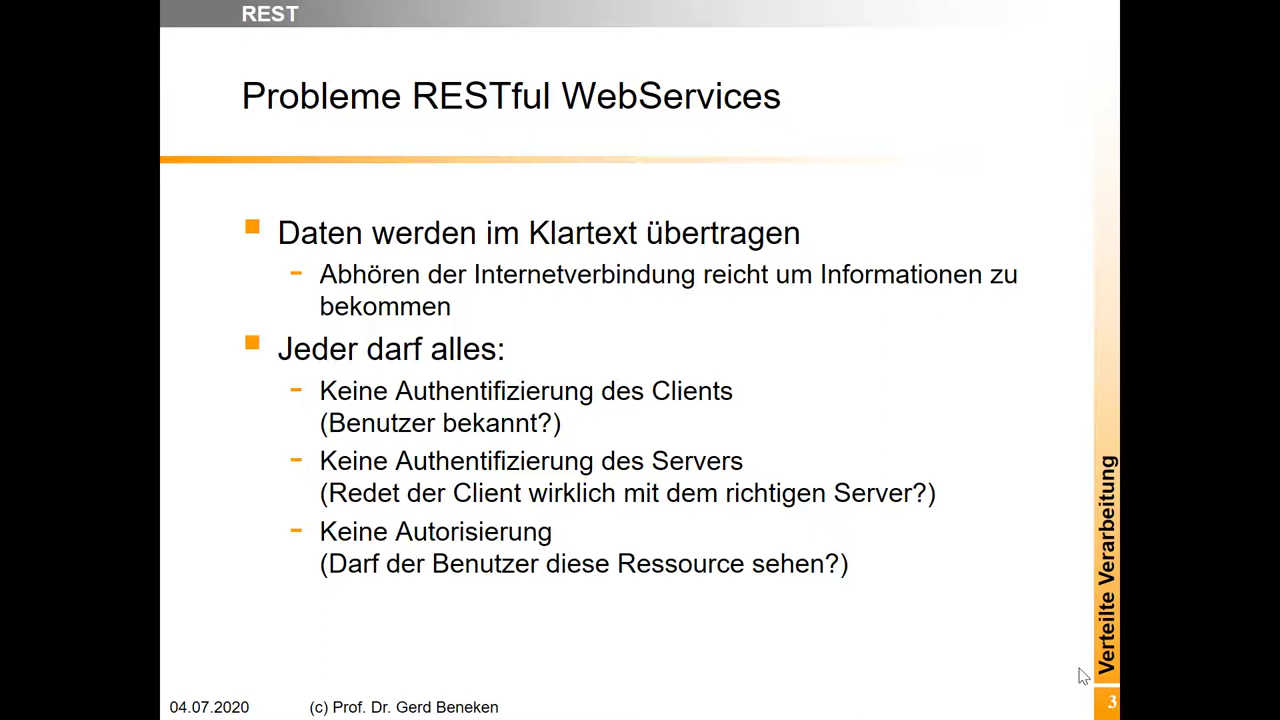 REST
Probleme RESTful WebServices
Daten werden im Klartext übertragen
- Abhören der Internetverbindung reicht um Informationen zu
bekommen
Jeder darf alles:
- Keine Authentifizierung des Clients
(Benutzer bekannt?)
- Keine Authentifizierung des Servers
(Redet der Client wirklich mit dem richtigen Server?)
- Keine Autorisierung
(Darf der Benutzer diese Ressource sehen?)
Verteilte Verarbeitung
04.07.2020
(c) Prof. Dr. Gerd Beneken
3